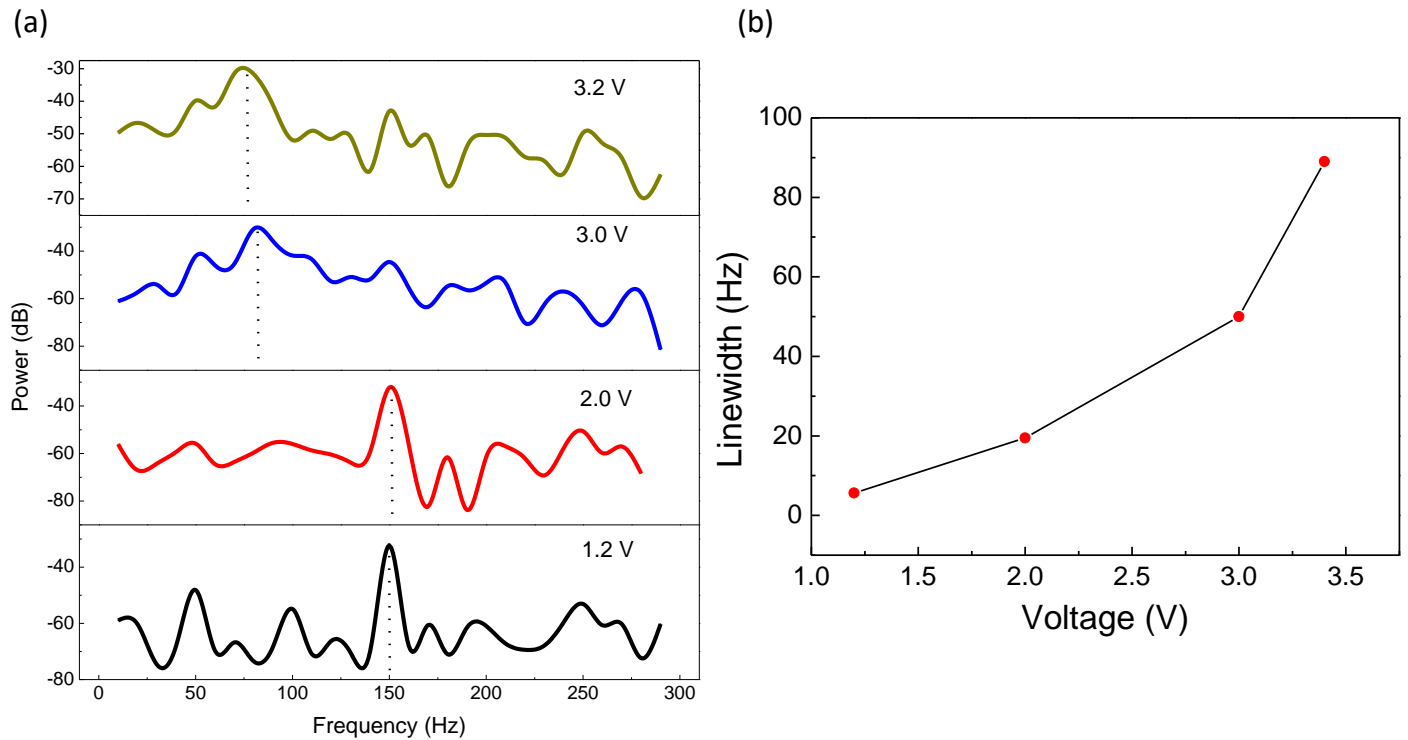 (a)
Power (dB)
-30
-40
-50
-60
-70
3.2 V
-40
-60
-80
3.0 V
-40
-60
-80
2.0 V
-40
-60
-80
1.2 V
0 50 100 150 200 250 300
Frequency (Hz)
(b)
Linewidth (Hz)
100
80
60
40
20
0
1.0 1.5 2.0 2.5 3.0 3.5
Voltage (V)